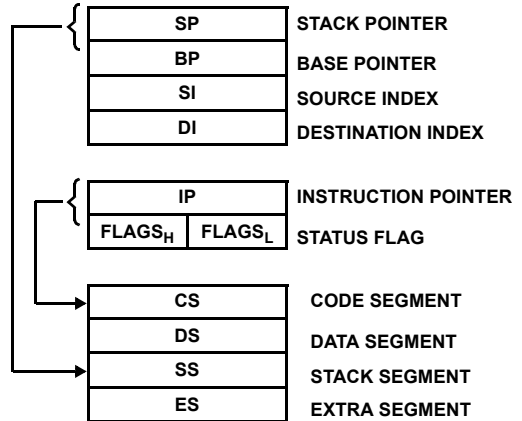 SP STACK POINTER
BP BASE POINTER
SI SOURCE INDEX
DI DESTINATION INDEX
IP INSTRUCTION POINTER
FLAGSH FLAGSL STATUS FLAG
CS CODE SEGMENT
DS DATA SEGMENT
SS STACK SEGMENT
ES EXTRA SEGMENT